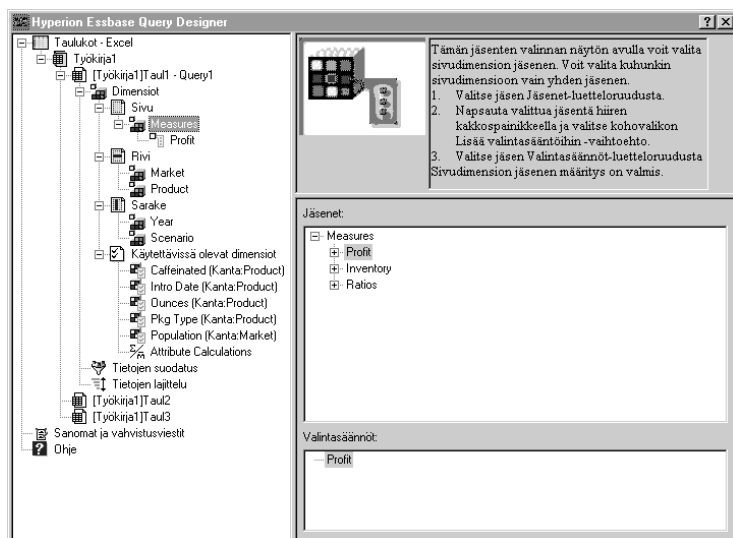 Hyperion Essbase Query Designer
Taulukot - Excel
Työkirja1
[Työkirja1]Taul1 - Query1
Dimensiot
Sivu
Measures
Profit
Rivi
Market
Product
Sarake
Year
Scenario
Käytettävissä olevat dimensiot
Caffeinated (Kanta:Product)
Intro Date (Kanta:Product)
Ounces (Kanta:Product)
Pkg Type (Kanta:Product)
Population (Kanta:Market)
Attribute Calculations
Tietojen suodatus
Tietojen lajittelu
[Työkirja1]Taul2
[Työkirja1]Taul3
Sanomat ja vahvistusviestit
Ohje
Tämän jäsenten valinnan näytön avulla voit valita
sivudimension jäsenen. Voit valita kuhunkin
sivudimensioon vain yhden jäsenen.
1. Valitse jäsen Jäsenet-luetteloruudusta.
2. Napsauta valittua jäsentä hiiren
kakkospainikkeella ja valitse kohovalikon
Lisää valintasääntöihin -vaihtoehto.
3. Valitse jäsen Valintasäännöt-luetteloruudusta
Sivudimension jäsenen määritys on valmis.
Jäsenet:
Measures
Profit
Inventory
Ratios
Valintasäännöt:
Profit